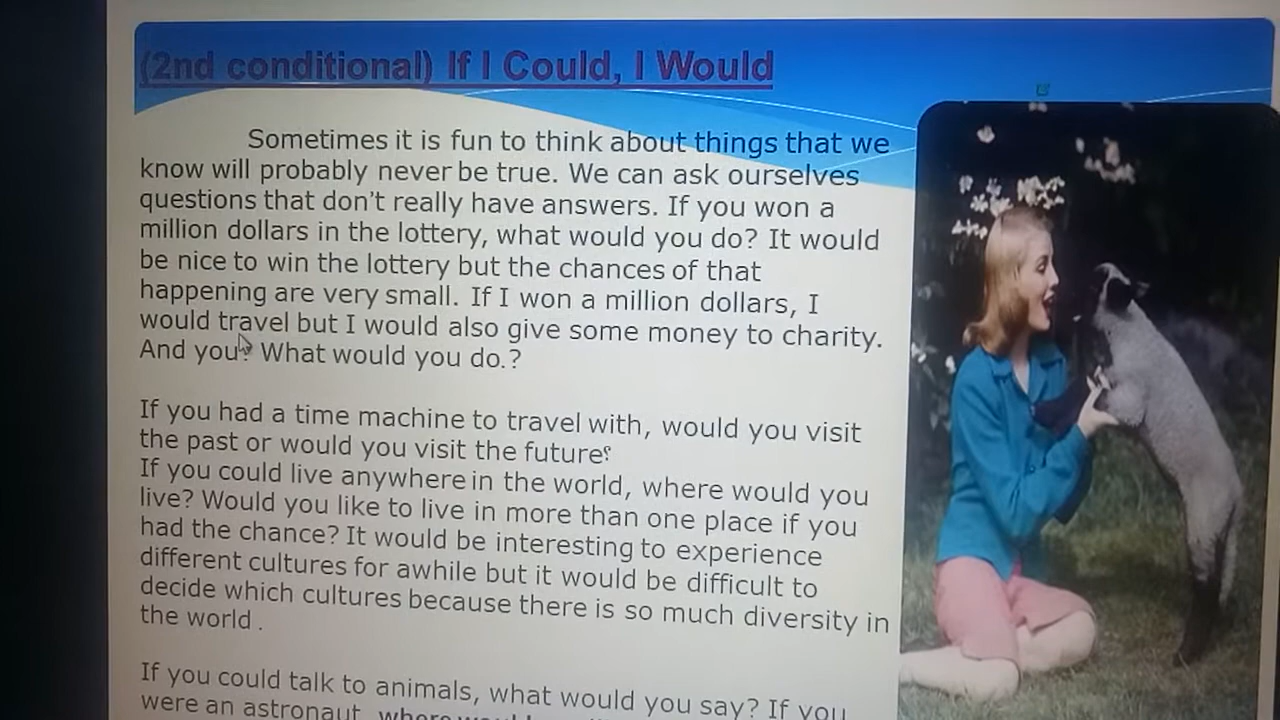 (2nd conditional) If I Could, I Would
Sometimes it is fun to think about things that we
know will probably never be true. We can ask ourselves
questions that don't really have answers. If you won a
million dollars in the lottery, what would you do? It would
be nice to win the lottery but the chances of that
happening are very small. If I won a million dollars, I
would travel but I would also give some money to charity.
And you? What would you do.?
If you had a time machine to travel with, would you visit
the past or would you visit the future؟
If you could live anywhere in the world, where would you
live? Would you like to live in more than one place if you
had the chance? It would be interesting to experience
different cultures for awhile but it would be difficult to
decide which cultures because there is so much diversity in
the world .
If you could talk to animals, what would you say? If you
were an astronaut, where would